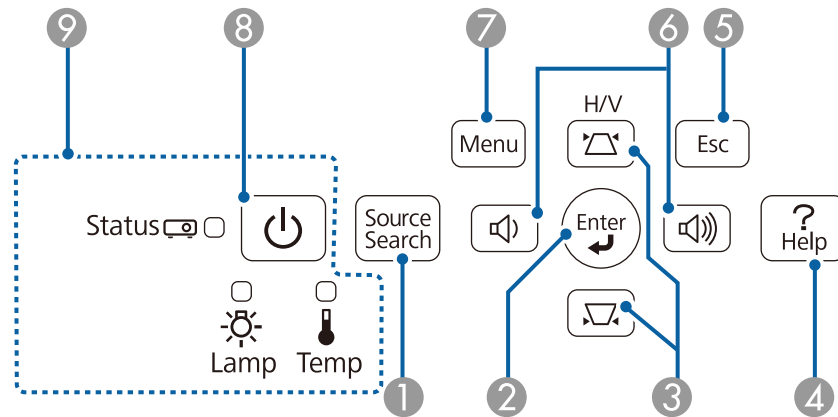 9
8
7
6
5
H/V
Menu
Esc
Status
Source
Search
Enter
?
Help
Lamp
Temp
1
2
3
4